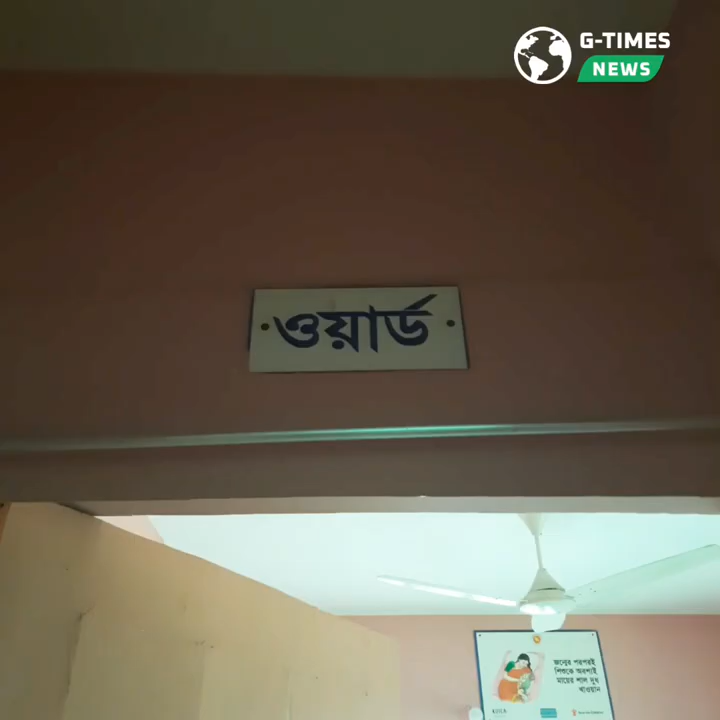 G-TIMES
NEWS
ওয়ার্ড
জন্মের পরপরই
শিশুকে অবশ্যই
মায়ের শাল দুধ
খাওয়ান